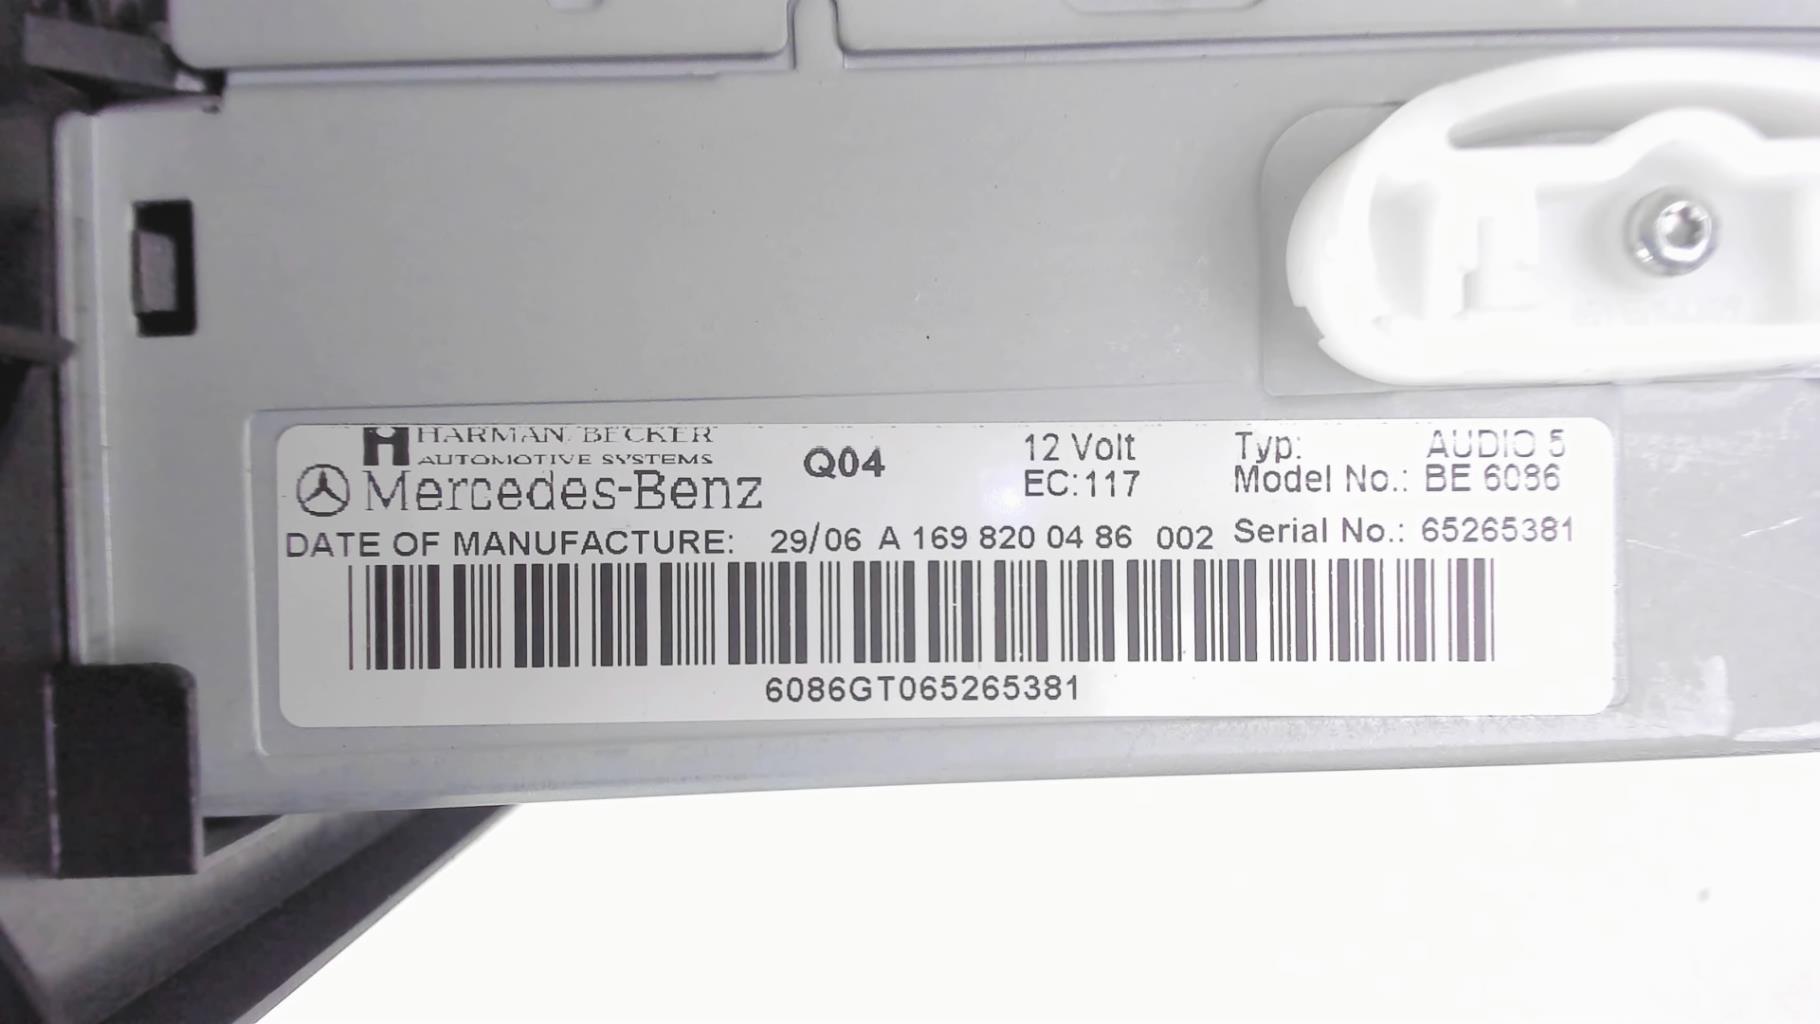 HARMAN/BECKER
AUTOMOTIVE SYSTEMS
Mercedes-Benz
Q04
12 Volt
EC:117
Typ: AUDIO 5
Model No.: BE 6086
DATE OF MANUFACTURE: 29/06 A 169 820 04 86 002 Serial No.: 65265381
6086GT065265381